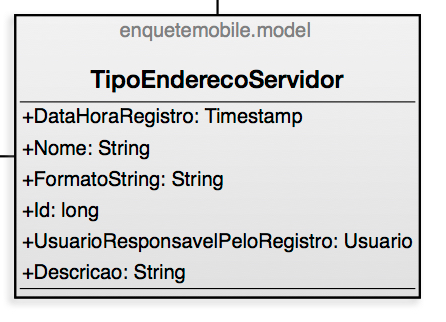 enquetemobile.model
TipoEnderecoServidor
+DataHoraRegistro: Timestamp
+Nome: String
+FormatoString: String
+Id: long
+UsuarioResponsavelPeloRegistro: Usuario
+Descricao: String